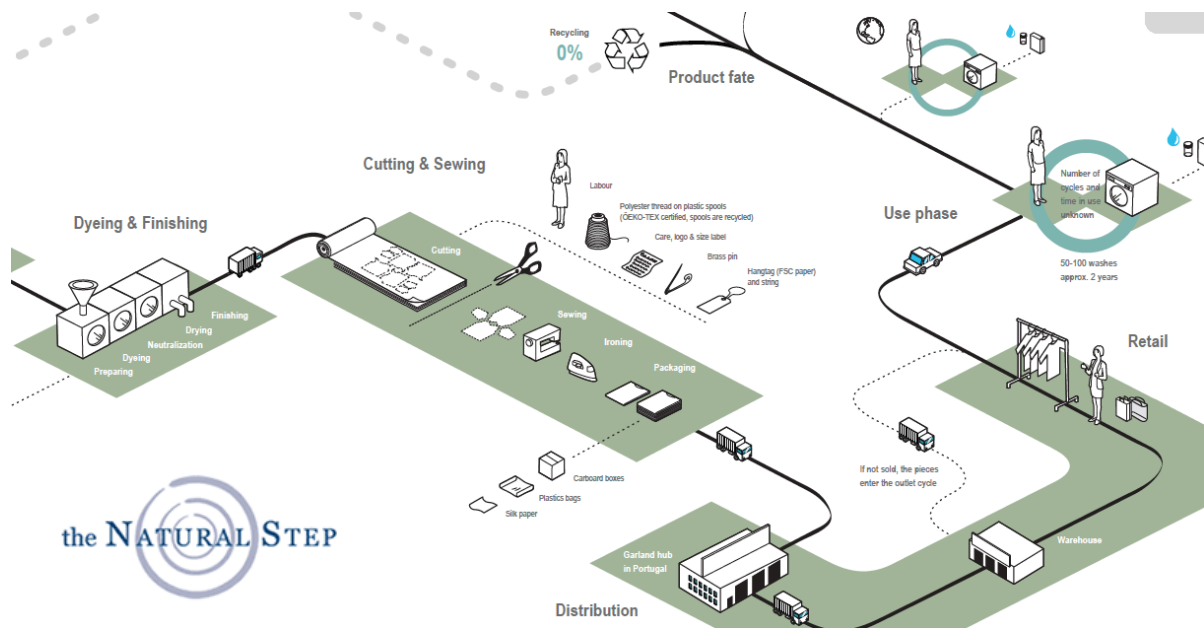 Recycling
0%
Product fate
Cutting & Sewing
Labour
Polyester thread on plastic spools
(ÖEKO-TEX certified, spools are recycled)
Care, logo & size label
Brass pin
Hangtag (FSC paper)
and string
Number of
cycles and
time in use
unknown
50-100 washes
approx. 2 years
Use phase
Dyeing & Finishing
Cutting
Finishing
Drying
Neutralization
Dyeing
Preparing
Sewing
Ironing
Packaging
Retail
Carboard boxes
Plastics bags
Silk paper
If not sold, the pieces
enter the outlet cycle
the NATURAL STEP
Garland hub
in Portugal
Warehouse
Distribution